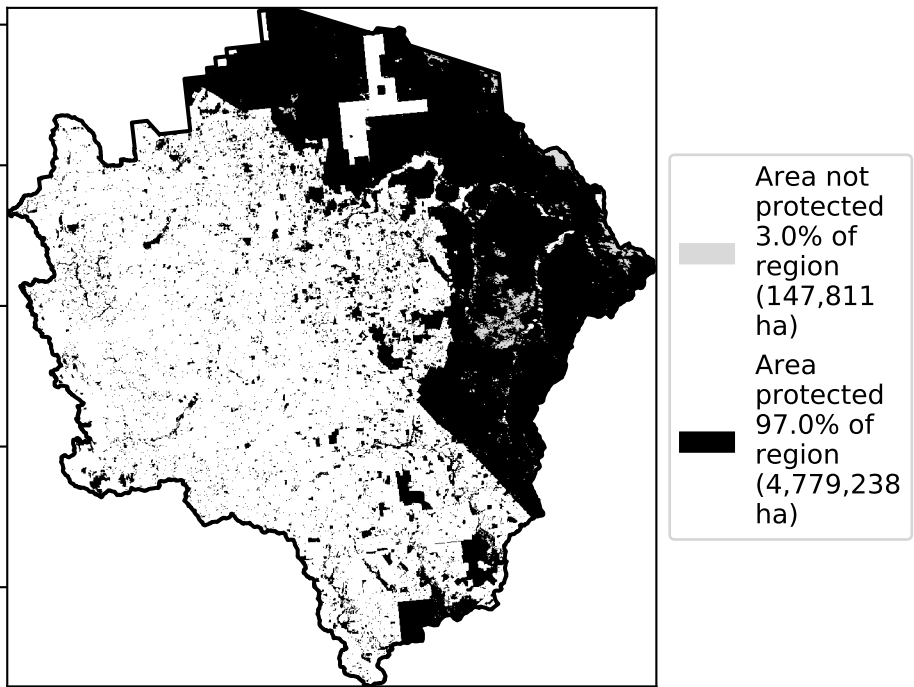 Area not
protected
3.0% of
region
(147,811
ha)
Area
protected
97.0% of
region
(4,779,238
ha)